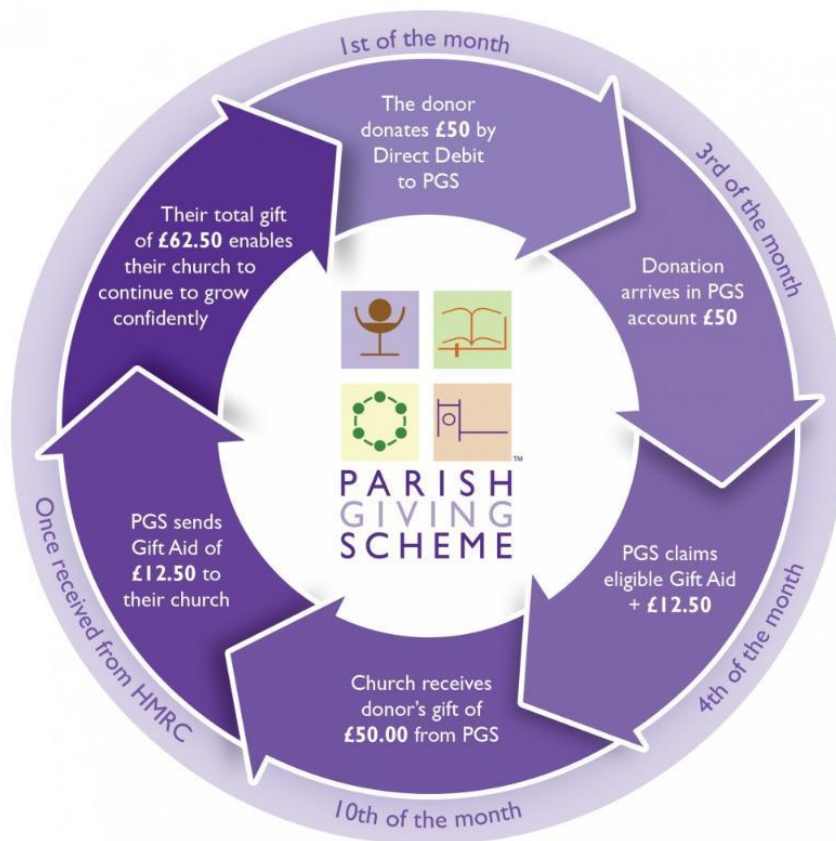 1st of the month
The donor
donates £50 by
Direct Debit
to PGS
3rd of the month
Donation
arrives in PGS
account £50
4th of the month
PGS claims
eligible Gift Aid
+ £12.50
10th of the month
Church receives
donor's gift of
£50.00 from PGS
Once received from HMRC
PGS sends
Gift Aid of
£12.50 to
their church
Their total gift
of £62.50 enables
their church to
continue to grow
confidently
PARISH
GIVING
SCHEME
TM